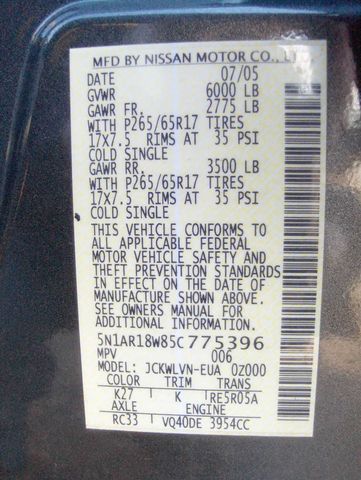 MFD BY NISSAN MOTOR CO., LTD.
DATE 07/05
GVWR 6000 LB
GAWR FR. 2775 LB
WITH P265/65R17 TIRES
17X7.5 RIMS AT 35 PSI
COLD SINGLE
GAWR RR. 3500 LB
WITH P265/65R17 TIRES
17X7.5 RIMS AT 35 PSI
COLD SINGLE
THIS VEHICLE CONFORMS TO
ALL APPLICABLE FEDERAL
MOTOR VEHICLE SAFETY AND
THEFT PREVENTION STANDARDS
IN EFFECT ON THE DATE OF
MANUFACTURE SHOWN ABOVE.
SEE OWNERS MANUAL FOR
ADDITIONAL INFORMATION.
5N1AR18W85C775396
MPV 006
MODEL: JCKWLVN-EUA 0Z000
COLOR TRIM TRANS
K27 K RE5R05A
AXLE ENGINE
RC33 VQ40DE 3954CC